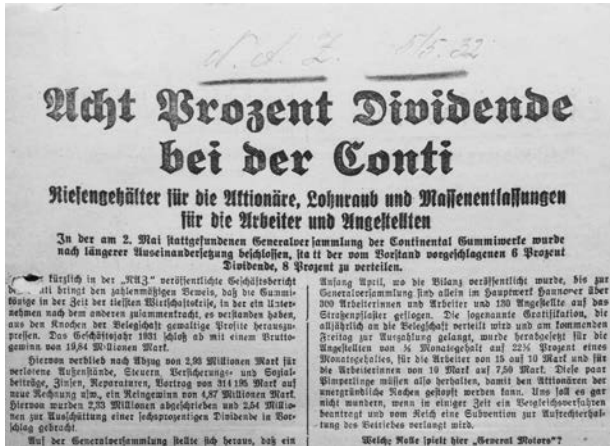 N. A. Z. 5/5. 32
Acht Prozent Dividende
bei der Conti
Riesengehälter für die Aktionäre, Lohnraub und Massenentlassungen
für die Arbeiter und Angestellten
In der am 2. Mai stattgefundenen Generalversammlung der Continental Gummiwerke wurde
nach längerer Auseinandersetzung beschlossen, statt der vom Vorstand vorgeschlagenen 6 Prozent
Dividende, 8 Prozent zu verteilen.
kürzlich in der „NAZ.“ veröffentlichte Geschäftsbericht
bringt den zahlenmäßigen Beweis, daß die Gummi-
könige in der Zeit der tiefsten Wirtschaftskrise, in der ein Unter-
nehmen nach dem anderen zusammenkracht, es verstanden haben,
aus den Knochen der Belegschaft gewaltige Profite herauszu-
pressen. Das Geschäftsjahr 1931 schloß ab mit einem Brutto-
gewinn von 19,84 Millionen Mark.
Hiervon verblieb nach Abzug von 2,93 Millionen Mark für
verlorene Außenstände, Steuern, Versicherungs- und Sozial-
beiträge, Zinsen, Reparaturen, Vortrag von 314 195 Mark auf
neue Rechnung usw., ein Reingewinn von 4,87 Millionen Mark.
Hiervon wurden 2,33 Millionen abgeschrieben und 2,54 Millio-
nen zur Ausschüttung einer sechsprozentigen Dividende in Vor-
schlag gebracht.
Auf der Generalversammlung stellte sich heraus, daß ein
Anfang April, wo die Bilanz veröffentlicht wurde, bis zur
Generalversammlung sind allein im Hauptwerk Hannover über
300 Arbeiterinnen und Arbeiter und 130 Angestellte auf das
Straßenpflaster geflogen. Die sogenannte Gratifikation, die
alljährlich an die Belegschaft verteilt wird und am kommenden
Freitag zur Auszahlung gelangt, wurde herabgesetzt für die
Angestellten von ¾ Monatsgehalt auf 22½ Prozent eines
Monatsgehaltes, für die Arbeiter von 15 auf 10 Mark und für
die Arbeiterinnen von 10 Mark auf 7,50 Mark. Diese paar
Pimperlinge müssen also herhalten, damit den Aktionären der
unergründliche Rachen gestopft werden kann. Uns soll es gar
nicht wundern, wenn in einiger Zeit ein Vergleichsverfahren
beantragt und vom Reich eine Subvention zur Aufrechterhal-
tung des Betriebes verlangt wird.
Welche Rolle spielt hier „General Motors“?